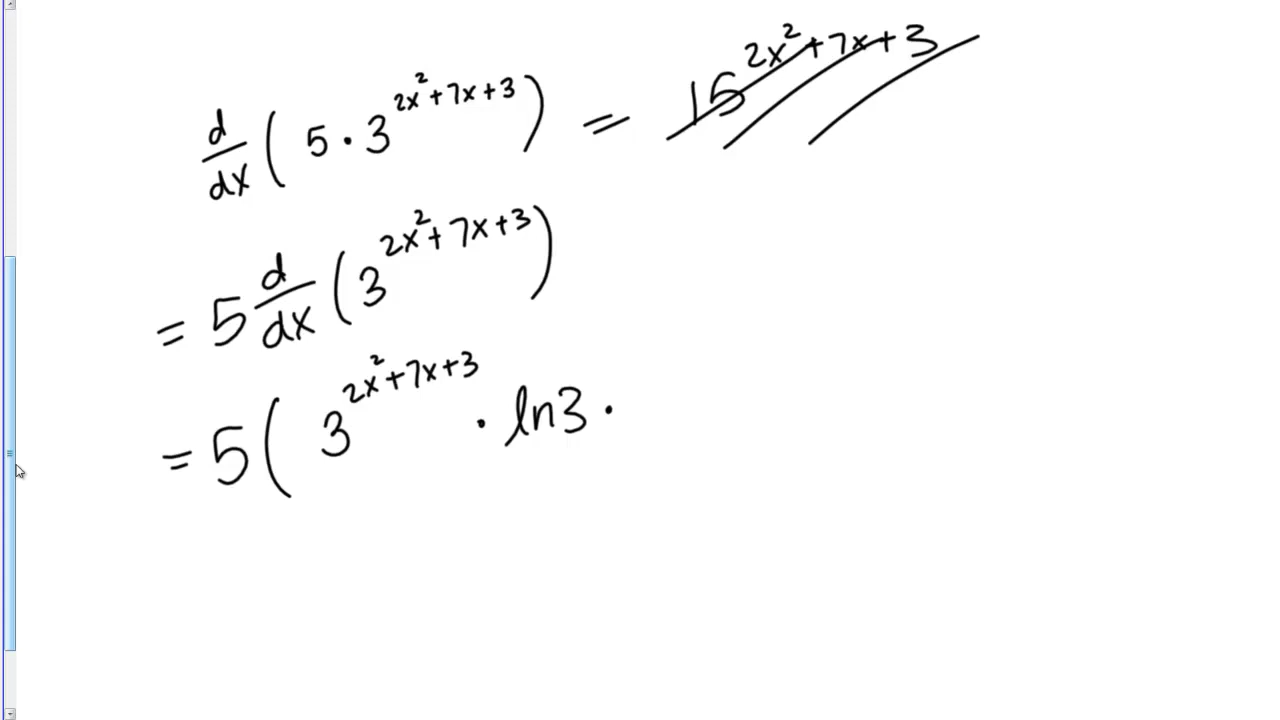 d/dx ( 5 · 3^(2x²+7x+3) ) = 15^(2x²+7x+3)
= 5 d/dx ( 3^(2x²+7x+3) )
= 5 ( 3^(2x²+7x+3) · ln3 ·